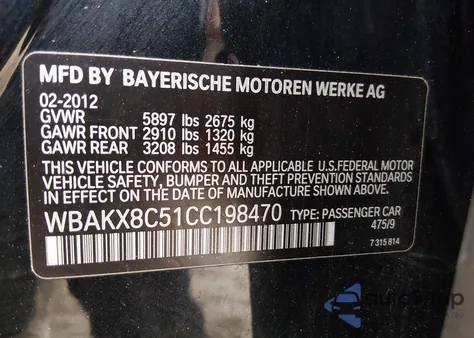 MFD BY BAYERISCHE MOTOREN WERKE AG
02-2012
GVWR 5897 lbs 2675 kg
GAWR FRONT 2910 lbs 1320 kg
GAWR REAR 3208 lbs 1455 kg
THIS VEHICLE CONFORMS TO ALL APPLICABLE U.S.FEDERAL MOTOR
VEHICLE SAFETY, BUMPER AND THEFT PREVENTION STANDARDS IN EFFECT
ON THE DATE OF MANUFACTURE SHOWN ABOVE.
WBAKX8C51CC198470 TYPE: PASSENGER CAR
475/9
7 315 814